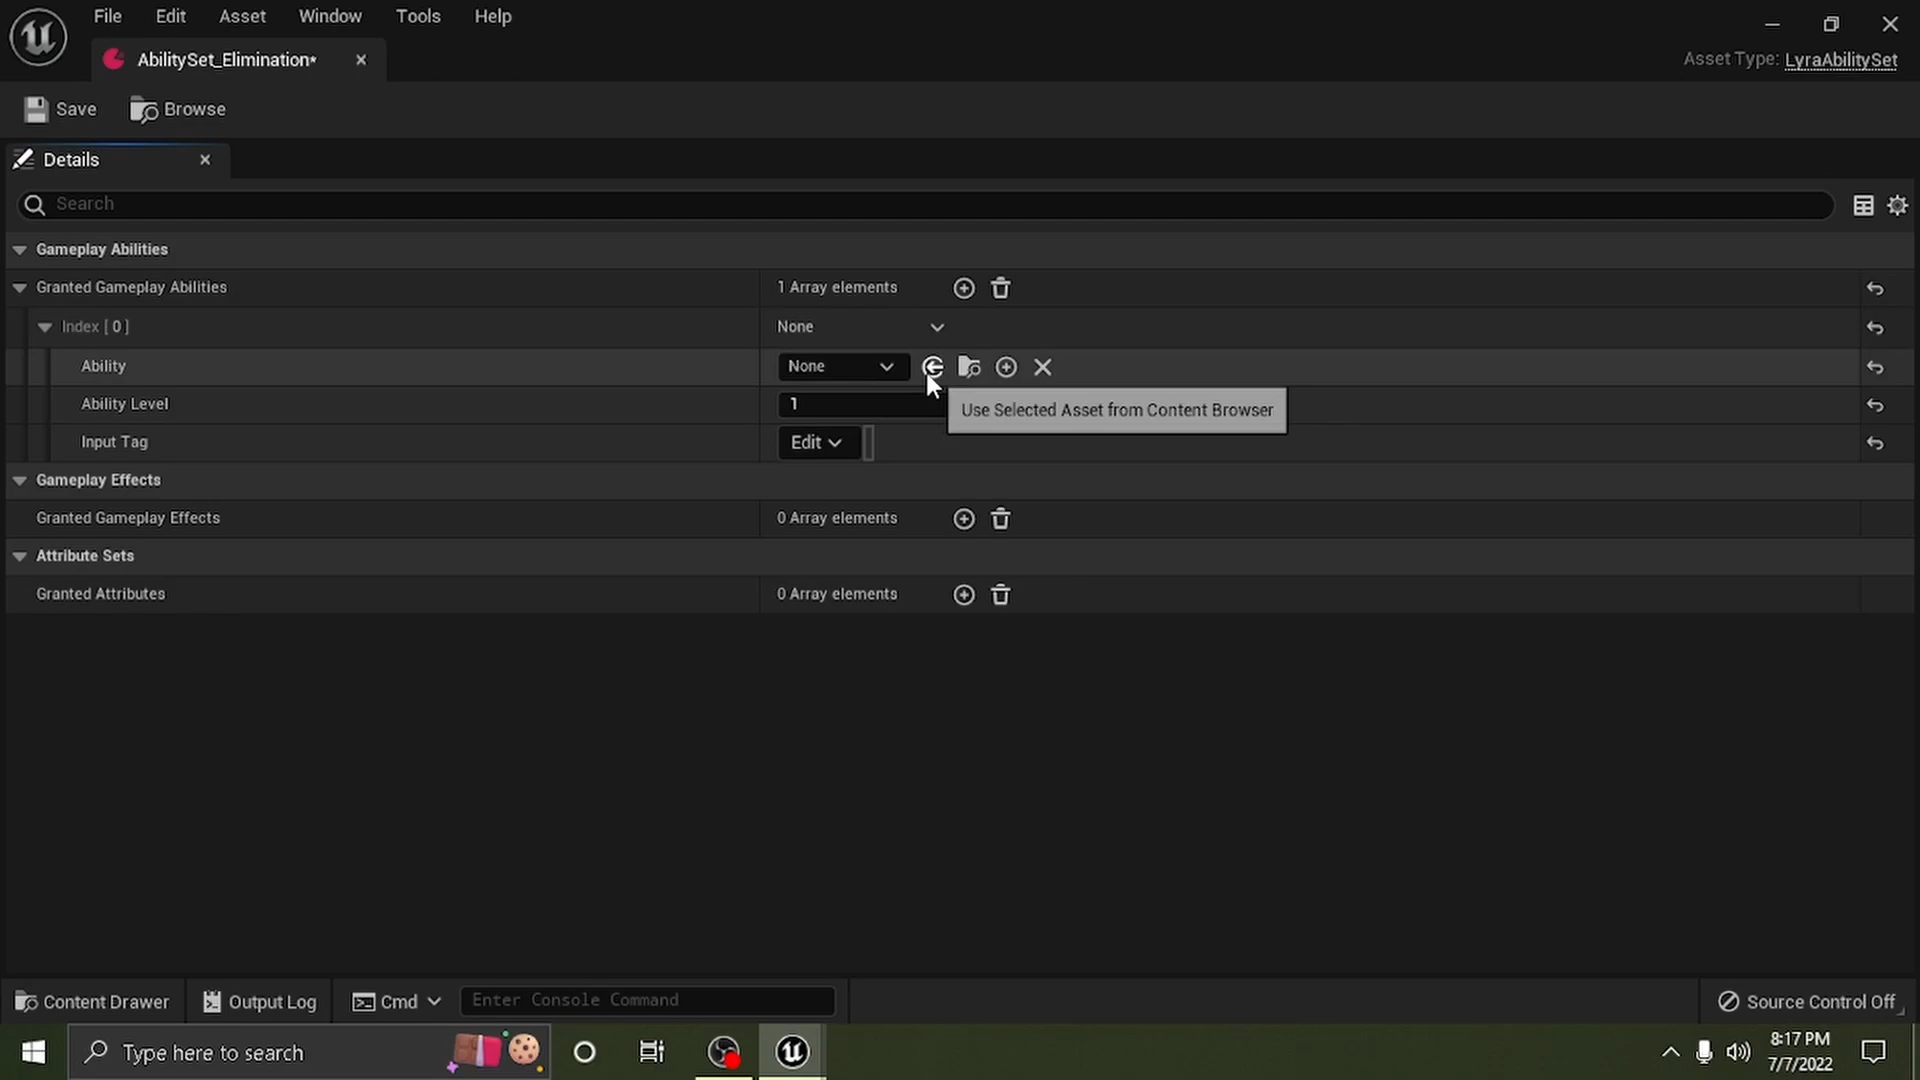 File Edit Asset Window Tools Help
AbilitySet_Elimination*
Asset Type: LyraAbilitySet
Save Browse
Details
Search
Gameplay Abilities
Granted Gameplay Abilities 1 Array elements
Index [ 0 ] None
Ability None
Ability Level 1
Use Selected Asset from Content Browser
Input Tag Edit
Gameplay Effects
Granted Gameplay Effects 0 Array elements
Attribute Sets
Granted Attributes 0 Array elements
Content Drawer Output Log Cmd Enter Console Command Source Control Off
Type here to search
8:17 PM
7/7/2022